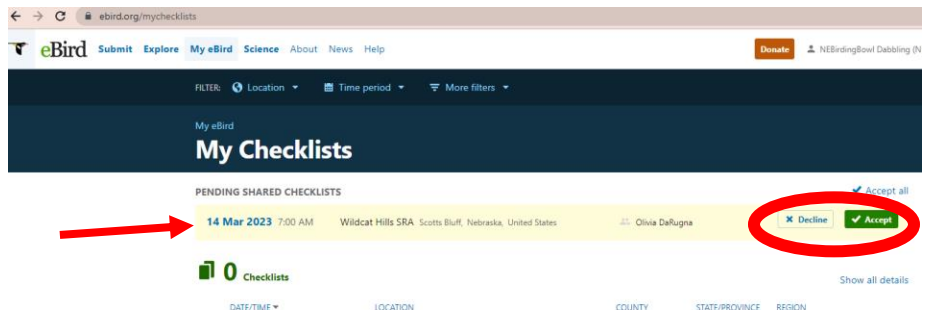 ebird.org/mychecklists
eBird Submit Explore My eBird Science About News Help Donate NEBirdingBowl Dabbling (N
FILTER: Location Time period More filters
My eBird
My Checklists
PENDING SHARED CHECKLISTS Accept all
14 Mar 2023 7:00 AM Wildcat Hills SRA Scotts Bluff, Nebraska, United States Olivia DaRugna Decline Accept
0 Checklists
Show all details
DATE/TIME LOCATION COUNTY STATE/PROVINCE REGION